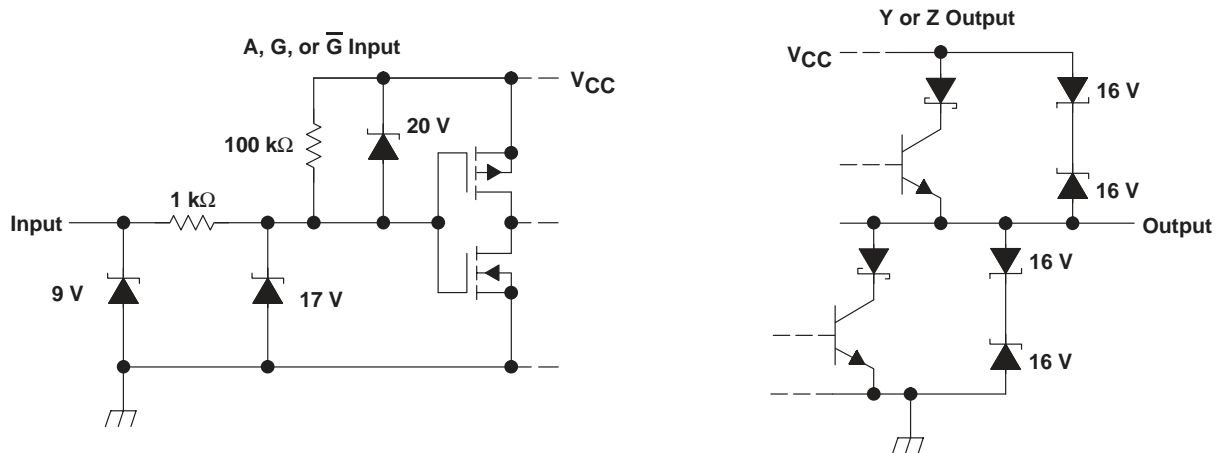 A, G, or G̅ Input
VCC
20 V
100 kΩ
1 kΩ
Input
9 V
17 V
Y or Z Output
VCC
16 V
16 V
Output
16 V
16 V